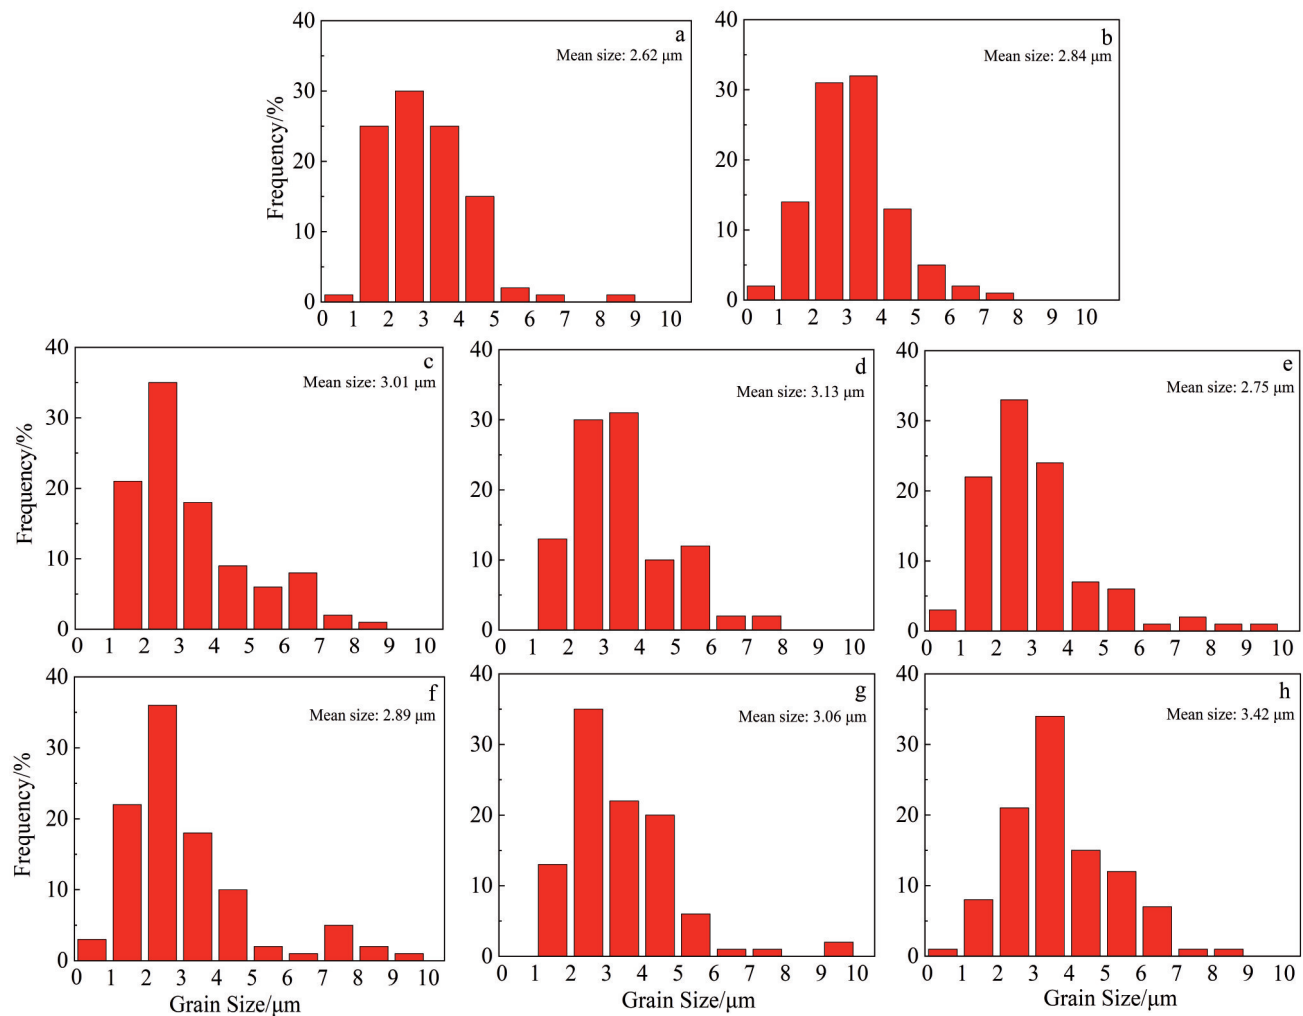 a
Mean size: 2.62 μm
Frequency/%
40
30
20
10
0
0 1 2 3 4 5 6 7 8 9 10
b
Mean size: 2.84 μm
40
30
20
10
0
0 1 2 3 4 5 6 7 8 9 10
c
Mean size: 3.01 μm
Frequency/%
40
30
20
10
0
0 1 2 3 4 5 6 7 8 9 10
d
Mean size: 3.13 μm
40
30
20
10
0
0 1 2 3 4 5 6 7 8 9 10
e
Mean size: 2.75 μm
40
30
20
10
0
0 1 2 3 4 5 6 7 8 9 10
f
Mean size: 2.89 μm
Frequency/%
40
30
20
10
0
0 1 2 3 4 5 6 7 8 9 10
Grain Size/μm
g
Mean size: 3.06 μm
40
30
20
10
0
0 1 2 3 4 5 6 7 8 9 10
Grain Size/μm
h
Mean size: 3.42 μm
40
30
20
10
0
0 1 2 3 4 5 6 7 8 9 10
Grain Size/μm